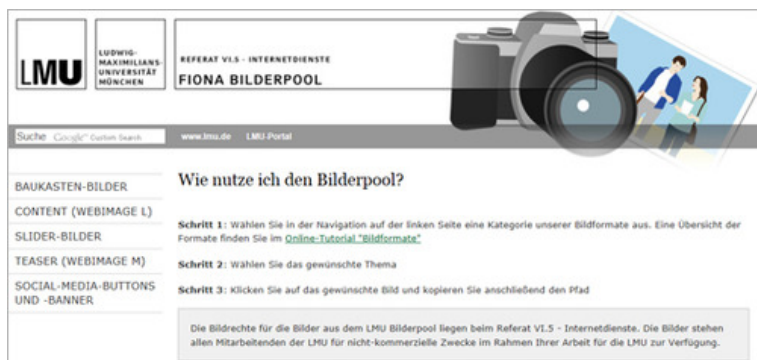 LMU
LUDWIG-
MAXIMILIANS-
UNIVERSITÄT
MÜNCHEN
REFERAT VI.5 - INTERNETDIENSTE
FIONA BILDERPOOL
Suche Google™ Custom Search
www.lmu.de LMU-Portal
BAUKASTEN-BILDER
CONTENT (WEBIMAGE L)
SLIDER-BILDER
TEASER (WEBIMAGE M)
SOCIAL-MEDIA-BUTTONS
UND -BANNER
Wie nutze ich den Bilderpool?
Schritt 1: Wählen Sie in der Navigation auf der linken Seite eine Kategorie unserer Bildformate aus. Eine Übersicht der
Formate finden Sie im Online-Tutorial "Bildformate"
Schritt 2: Wählen Sie das gewünschte Thema
Schritt 3: Klicken Sie auf das gewünschte Bild und kopieren Sie anschließend den Pfad
Die Bildrechte für die Bilder aus dem LMU Bilderpool liegen beim Referat VI.5 - Internetdienste. Die Bilder stehen
allen Mitarbeitenden der LMU für nicht-kommerzielle Zwecke im Rahmen Ihrer Arbeit für die LMU zur Verfügung.